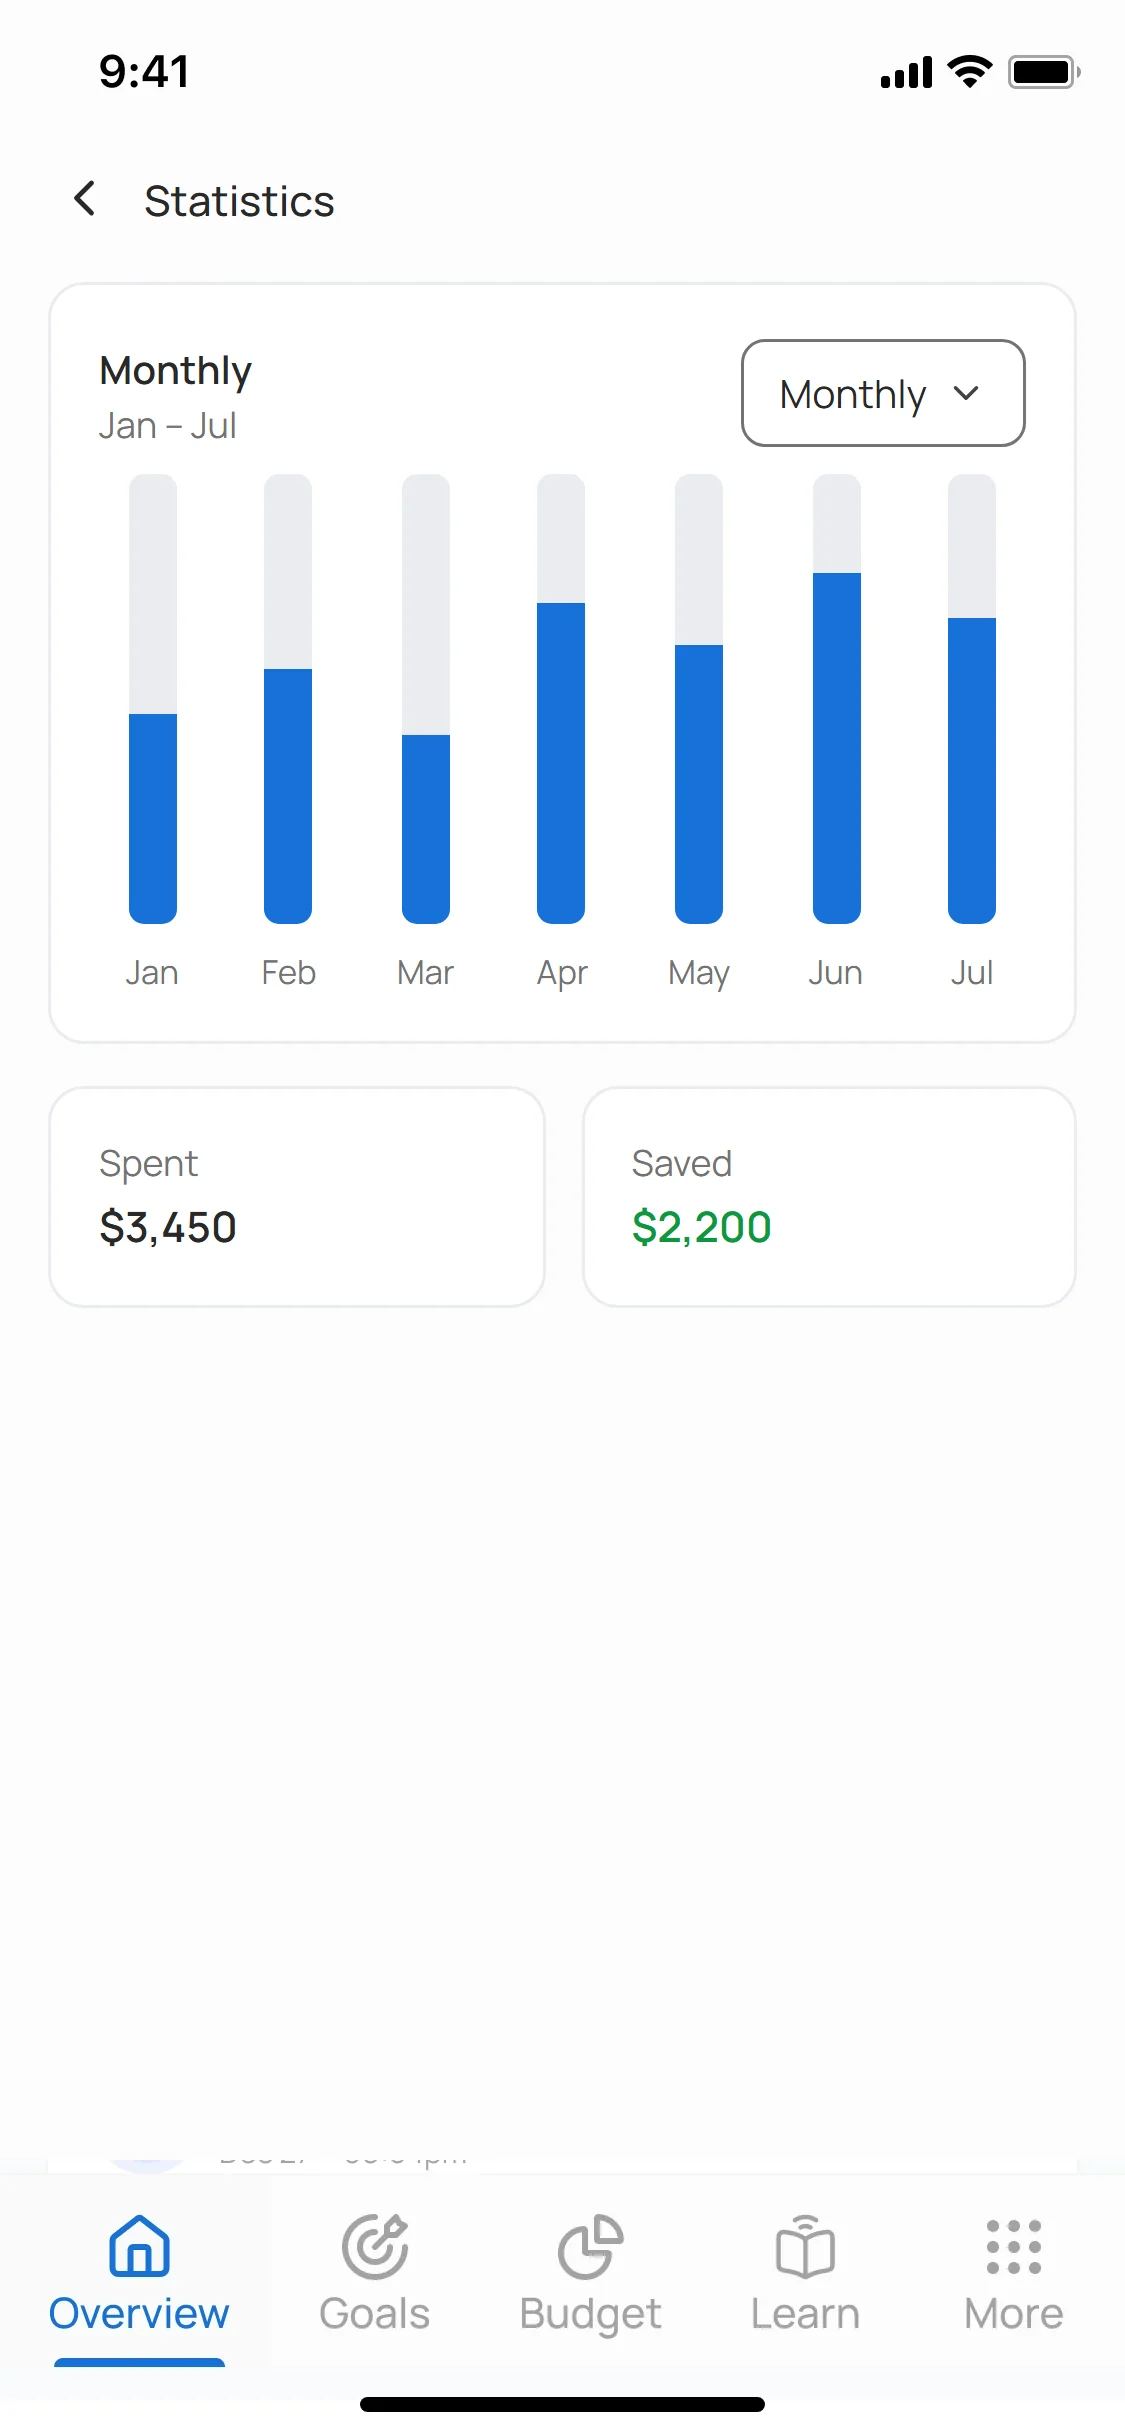 9:41
Statistics
Monthly
Jan – Jul
Monthly
Jan Feb Mar Apr May Jun Jul
Spent
$3,450
Saved
$2,200
Overview Goals Budget Learn More